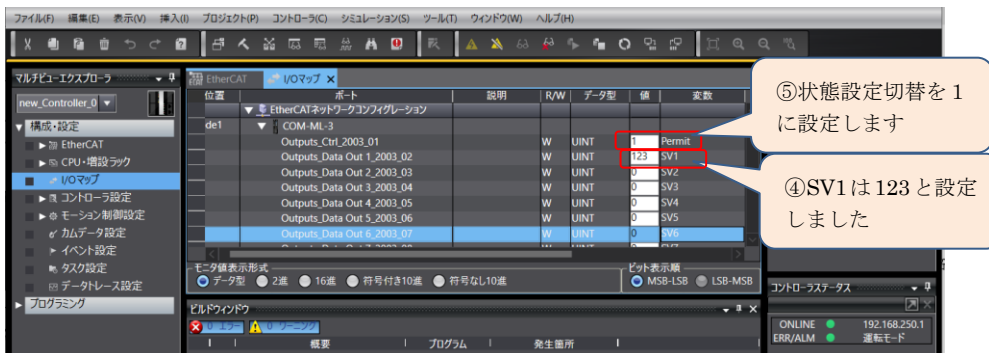 ファイル(F) 編集(E) 表示(V) 挿入(I) プロジェクト(P) コントローラ(C) シミュレーション(S) ツール(T) ウィンドウ(W) ヘルプ(H)
マルチビューエクスプローラ
new_Controller_0
構成・設定
EtherCAT
CPU・増設ラック
I/Oマップ
コントローラ設定
モーション制御設定
カムデータ設定
イベント設定
タスク設定
データトレース設定
プログラミング
EtherCAT I/Oマップ
位置 ポート 説明 R/W データ型 値 変数
EtherCATネットワークコンフィグレーション
de1 COM-ML-3
Outputs_Ctrl_2003_01 W UINT 1 Permit
Outputs_Data Out 1_2003_02 W UINT 123 SV1
Outputs_Data Out 2_2003_03 W UINT 0 SV2
Outputs_Data Out 3_2003_04 W UINT 0 SV3
Outputs_Data Out 4_2003_05 W UINT 0 SV4
Outputs_Data Out 5_2003_06 W UINT 0 SV5
Outputs_Data Out 6_2003_07 W UINT 0 SV6
モニタ値表示形式
データ型 2進 16進 符号付き10進 符号なし10進
ビット表示順
MSB-LSB LSB-MSB
ビルドウィンドウ
0 エラー 0 ワーニング
概要 プログラム 発生箇所
⑤状態設定切替を1
に設定します
④SV1は123と設定
しました
コントローラステータス
ONLINE 192.168.250.1
ERR/ALM 運転モード